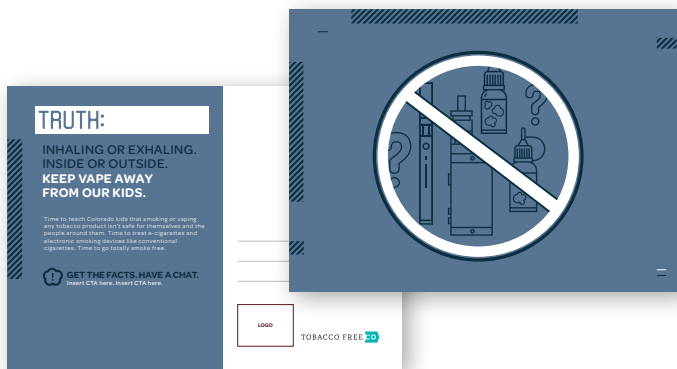 TRUTH:
INHALING OR EXHALING.
INSIDE OR OUTSIDE.
KEEP VAPE AWAY
FROM OUR KIDS.
Time to teach Colorado kids that smoking or vaping
any tobacco product isn't safe for themselves and the
people around them. Time to treat e-cigarettes and
electronic smoking devices like conventional
cigarettes. Time to go totally smoke free.
GET THE FACTS. HAVE A CHAT.
Insert CTA here. Insert CTA here.
LOGO
TOBACCO FREE CO